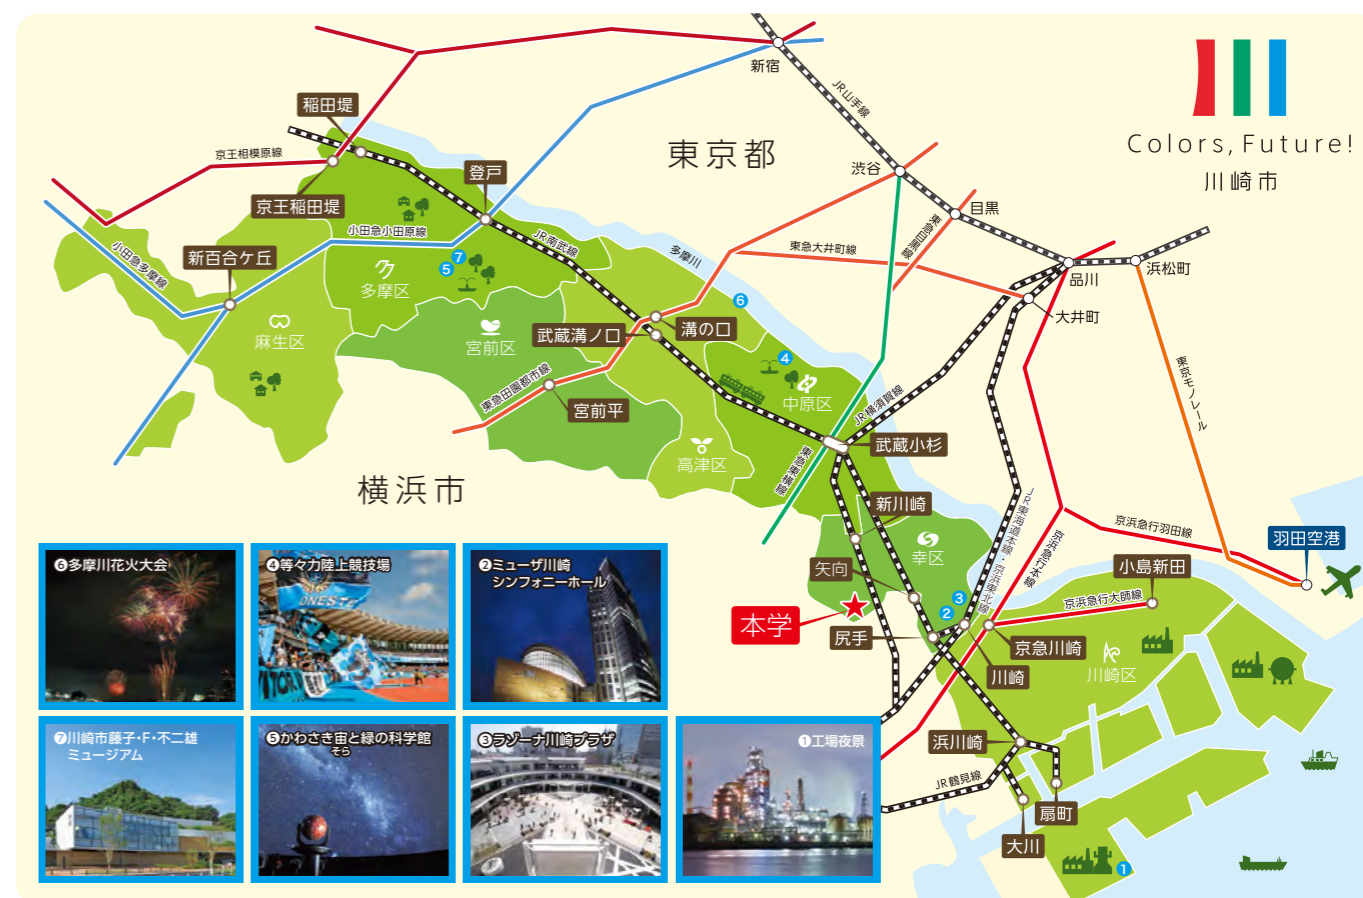 新宿
JR山手線
Colors, Future!
川崎市
稲田堤
東京都
京王相模原線
登戸
渋谷
京王稲田堤
目黒
東急目黒線
小田急小田原線
JR南武線
多摩川
東急大井町線
新百合ケ丘
小田急多摩線
浜松町
品川
❼
❺
多摩区
❻
大井町
麻生区
宮前区
武蔵溝ノ口
溝の口
❹
東急田園都市線
宮前平
中原区
JR横須賀線
東京モノレール
武蔵小杉
高津区
東急東横線
横浜市
新川崎
JR東海道本線・京浜東北線
京浜急行本線
京浜急行羽田線
羽田空港
幸区
矢向
小島新田
❸
❷
京浜急行大師線
本学
尻手
京急川崎
川崎
川崎区
浜川崎
JR鶴見線
扇町
大川
❶
❻多摩川花火大会
❹等々力陸上競技場
ONESTE
VITOR
❷ミューザ川崎
シンフォニーホール
❼川崎市藤子・F・不二雄
ミュージアム
❺かわさき宙と緑の科学館
そら
❸ラゾーナ川崎プラザ
❶工場夜景